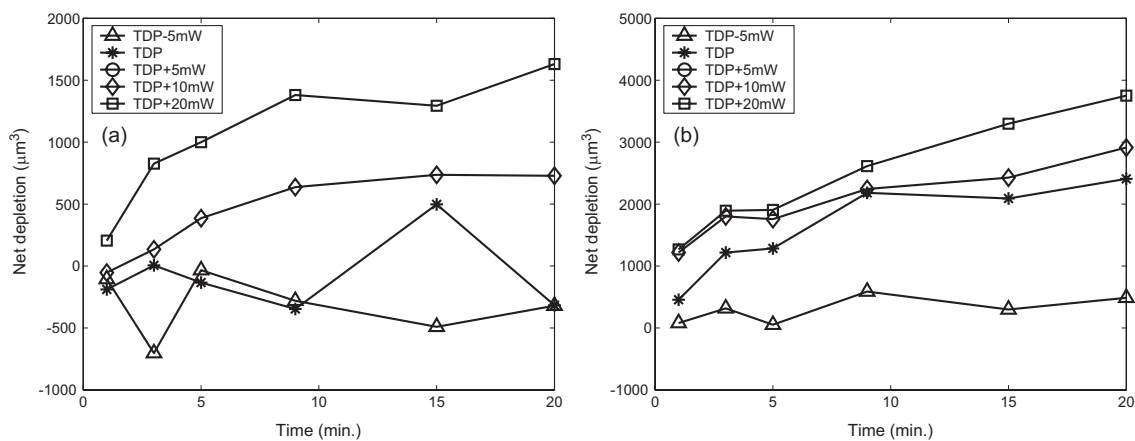 2000
1500
1000
500
0
-500
-1000
Net depletion (μm³)
TDP-5mW
TDP
TDP+5mW
TDP+10mW
TDP+20mW
(a)
0 5 10 15 20
Time (min.)
5000
4000
3000
2000
1000
0
-1000
Net depletion (μm³)
TDP-5mW
TDP
TDP+5mW
TDP+10mW
TDP+20mW
(b)
0 5 10 15 20
Time (min.)